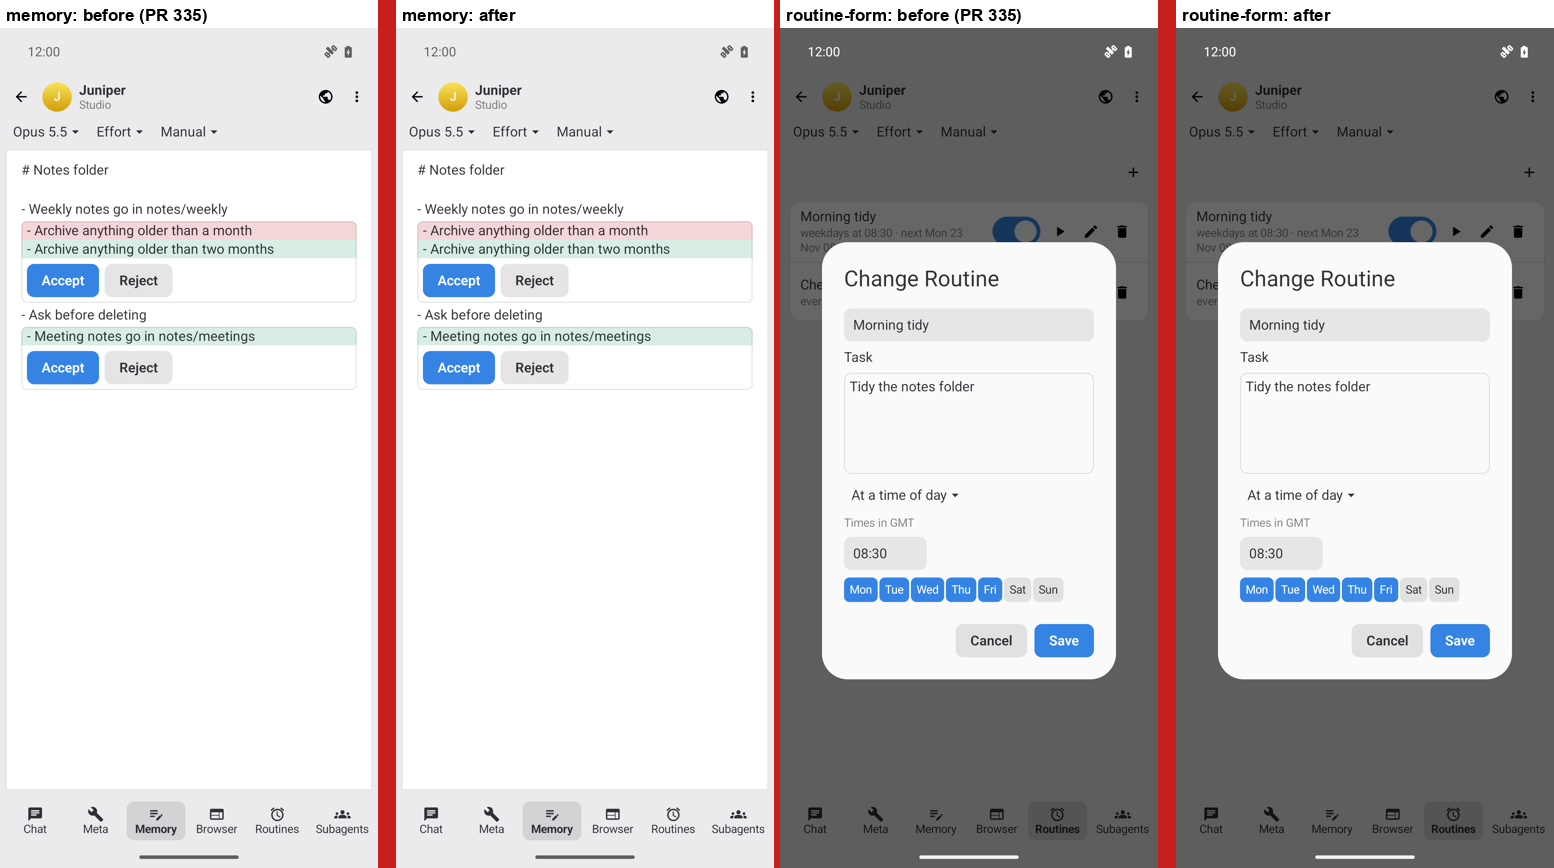 memory: before (PR 335)
12:00
J
Juniper
Studio
Opus 5.5 Effort Manual
# Notes folder
- Weekly notes go in notes/weekly
- Archive anything older than a month
- Archive anything older than two months
Accept Reject
- Ask before deleting
- Meeting notes go in notes/meetings
Accept Reject
Chat Meta Memory Browser Routines Subagents
memory: after
12:00
J
Juniper
Studio
Opus 5.5 Effort Manual
# Notes folder
- Weekly notes go in notes/weekly
- Archive anything older than a month
- Archive anything older than two months
Accept Reject
- Ask before deleting
- Meeting notes go in notes/meetings
Accept Reject
Chat Meta Memory Browser Routines Subagents
routine-form: before (PR 335)
12:00
J
Juniper
Studio
Opus 5.5 Effort Manual
+
Morning tidy
weekdays at 08:30 · next Mon 23
Nov
Change Routine
Morning tidy
Task
Tidy the notes folder
At a time of day
Times in GMT
08:30
Mon Tue Wed Thu Fri Sat Sun
Cancel Save
Chat Meta Memory Browser Routines Subagents
routine-form: after
12:00
J
Juniper
Studio
Opus 5.5 Effort Manual
+
Morning tidy
weekdays at 08:30 · next Mon 23
Nov
Change Routine
Morning tidy
Task
Tidy the notes folder
At a time of day
Times in GMT
08:30
Mon Tue Wed Thu Fri Sat Sun
Cancel Save
Chat Meta Memory Browser Routines Subagents